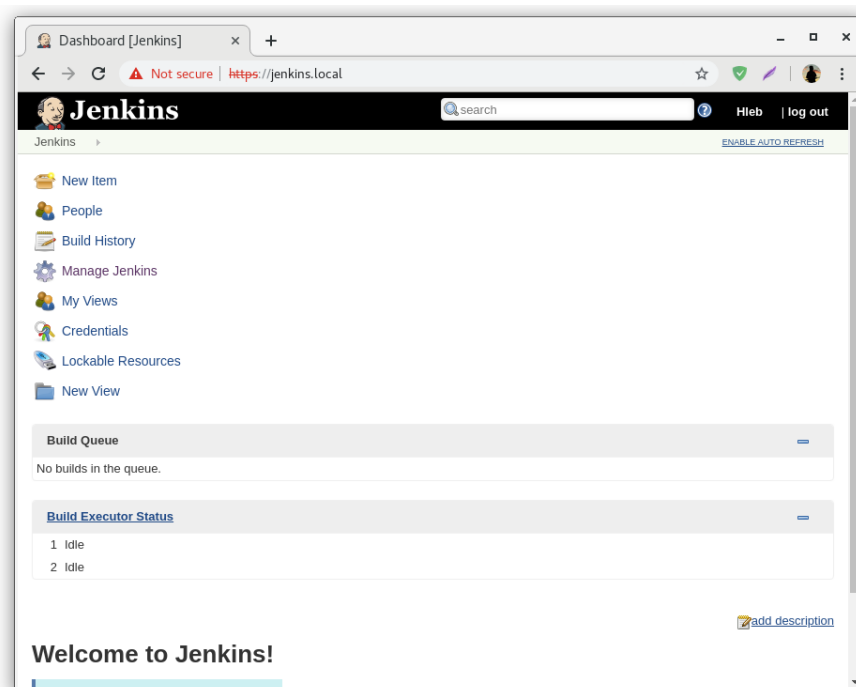 Dashboard [Jenkins]
Not secure | https://jenkins.local
Jenkins
search
Hleb | log out
Jenkins
ENABLE AUTO REFRESH
New Item
People
Build History
Manage Jenkins
My Views
Credentials
Lockable Resources
New View
Build Queue
No builds in the queue.
Build Executor Status
1 Idle
2 Idle
add description
Welcome to Jenkins!